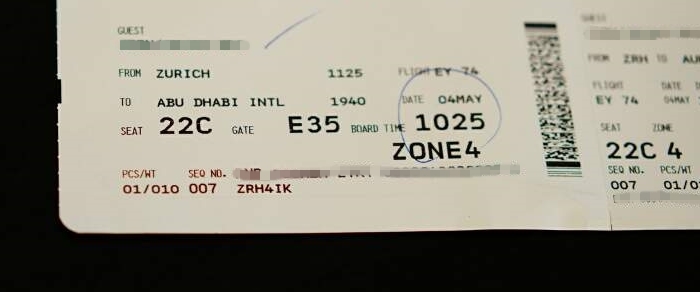 GUEST
FROM ZURICH 1125 FLIGHT EY 74
TO ABU DHABI INTL 1940 DATE 04MAY
SEAT 22C GATE E35 BOARD TIME 1025
ZONE4
PCS/WT SEQ NO.
01/010 007 ZRH4IK
GUEST
FROM ZRH TO
FLIGHT DATE
EY 74 04MAY
SEAT ZONE
22C 4
SEQ NO. PCS/WT
007